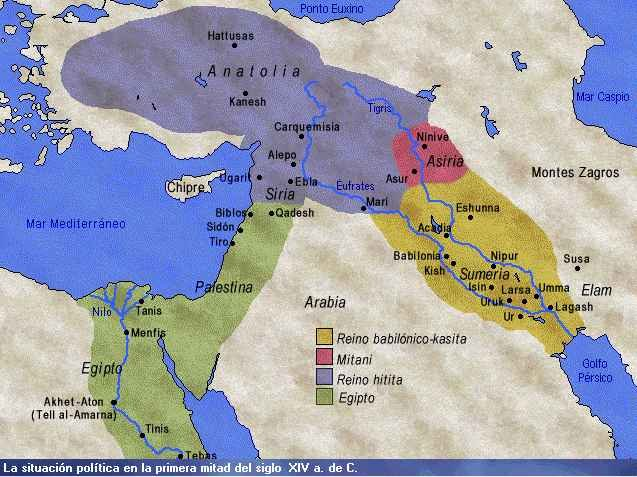 Ponto Euxino
Hattusas
Anatolia
Kanesh
Mar Caspio
Tigris
Carquemisia
Ninive
Asiria
Alepo
Montes Zagros
Ugarit
Ebla
Asur
Chipre
Siria
Éufrates
Mari
Biblos
Qadesh
Eshunna
Mar Mediterráneo
Sidón
Acadia
Tiro
Babilonia
Nipur
Susa
Kish
Sumeria
Palestina
Isin
Larsa
Umma
Elam
Arabia
Uruk
Lagash
Nilo
Tanis
Ur
Menfis
Reino babilónico-kasita
Mitani
Golfo
Pérsico
Egipto
Reino hitita
Egipto
Akhet-Aton
(Tell al-Amarna)
Tinis
Tebas
La situación política en la primera mitad del siglo XIV a. de C.